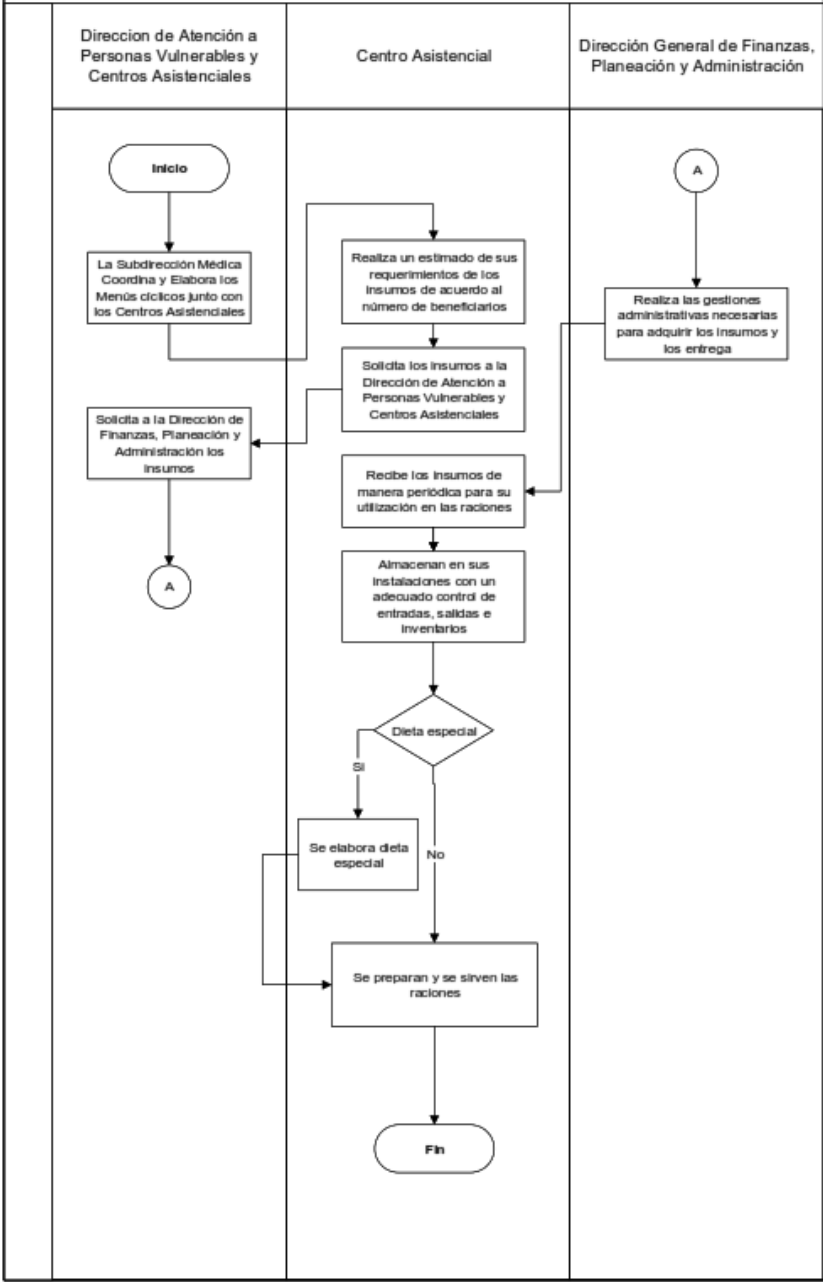 Direccion de Atención a
Personas Vulnerables y
Centros Asistenciales
Centro Asistencial
Dirección General de Finanzas,
Planeación y Administración
Inicio
La Subdirección Médica
Coordina y Elabora los
Menús cíclicos junto con
los Centros Asistenciales
Solicita a la Dirección de
Finanzas, Planeación y
Administración los
insumos
A
Realiza un estimado de sus
requerimientos de los
insumos de acuerdo al
número de beneficiarios
Solicita los insumos a la
Dirección de Atención a
Personas Vulnerables y
Centros Asistenciales
Recibe los insumos de
manera periódica para su
utilización en las raciones
Almacenan en sus
instalaciones con un
adecuado control de
entradas, salidas e
inventarios
Dieta especial
Si
Se elabora dieta
especial
No
Se preparan y se sirven las
raciones
Fin
A
Realiza las gestiones
administrativas necesarias
para adquirir los insumos y
los entrega